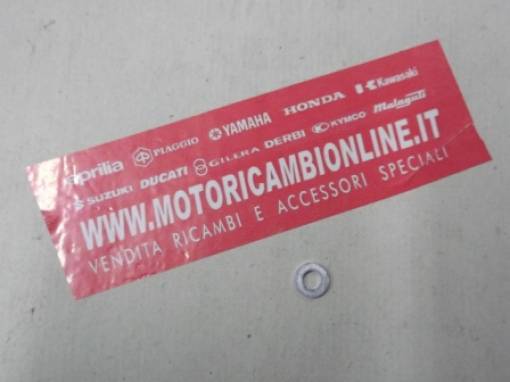 aprilia PIAGGIO YAMAHA HONDA Kawasaki
SUZUKI DUCATI GILERA DERBI KYMCO Malaguti
WWW.MOTORICAMBIONLINE.IT
VENDITA RICAMBI E ACCESSORI SPECIALI